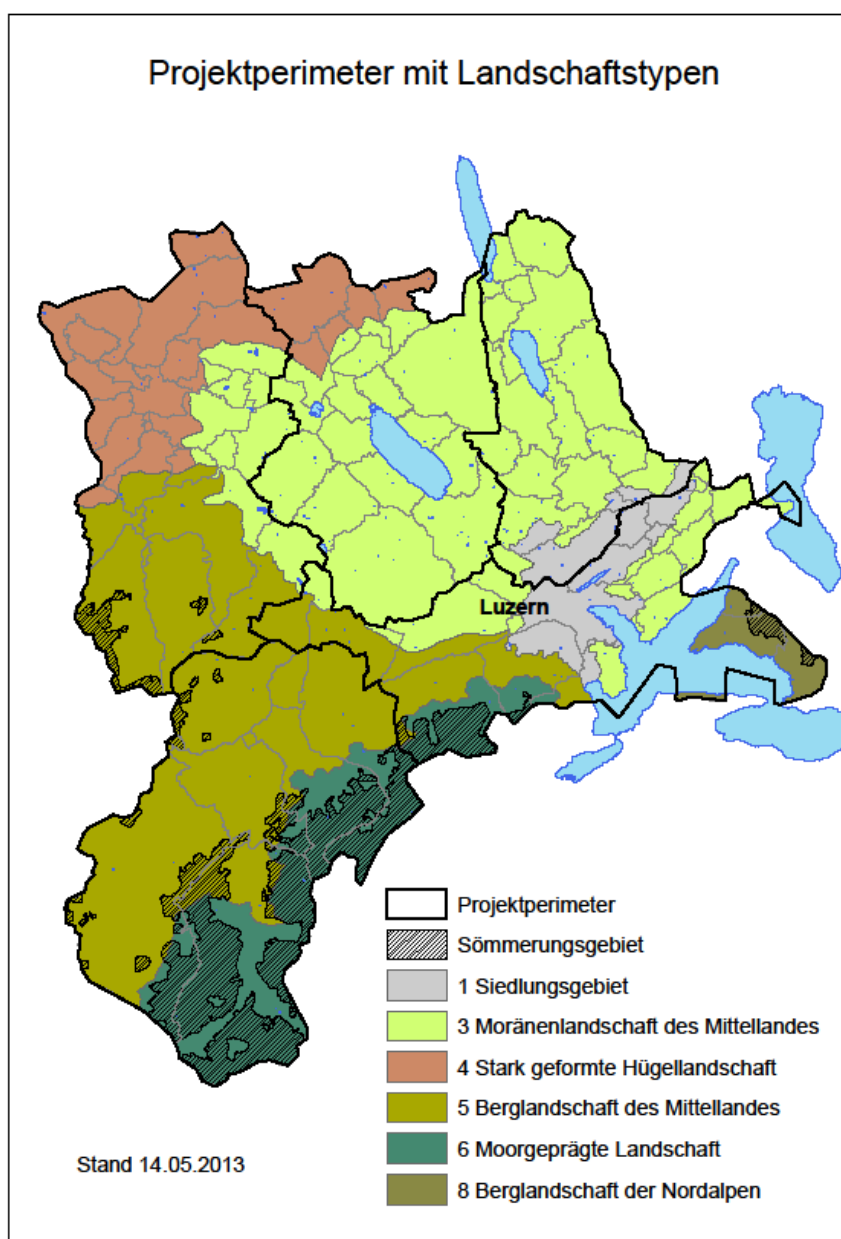 Projektperimeter mit Landschaftstypen
Luzern
Projektperimeter
Sömmerungsgebiet
1 Siedlungsgebiet
3 Moränenlandschaft des Mittellandes
4 Stark geformte Hügellandschaft
5 Berglandschaft des Mittellandes
6 Moorgeprägte Landschaft
8 Berglandschaft der Nordalpen
Stand 14.05.2013